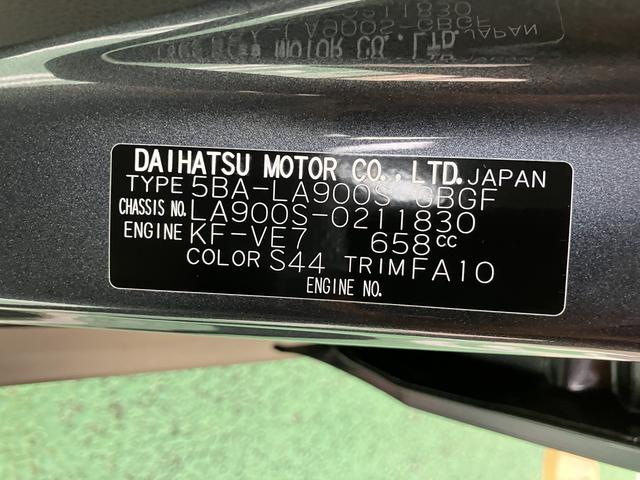 DAIHATSU MOTOR CO., LTD. JAPAN
TYPE 5BA-LA900S-GBGF
CHASSIS NO. LA900S-0211830
ENGINE KF-VE7 658cc
COLOR S44 TRIM FA10
ENGINE NO.